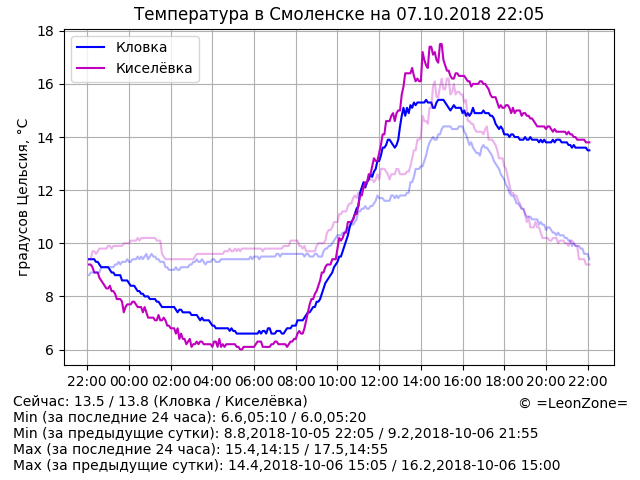 Температура в Смоленске на 07.10.2018 22:05
Кловка
Киселёвка
градусов Цельсия, °C
18
16
14
12
10
8
6
22:00 00:00 02:00 04:00 06:00 08:00 10:00 12:00 14:00 16:00 18:00 20:00 22:00
Сейчас: 13.5 / 13.8 (Кловка / Киселёвка)
© =LeonZone=
Min (за последние 24 часа): 6.6,05:10 / 6.0,05:20
Min (за предыдущие сутки): 8.8,2018-10-05 22:05 / 9.2,2018-10-06 21:55
Max (за последние 24 часа): 15.4,14:15 / 17.5,14:55
Max (за предыдущие сутки): 14.4,2018-10-06 15:05 / 16.2,2018-10-06 15:00